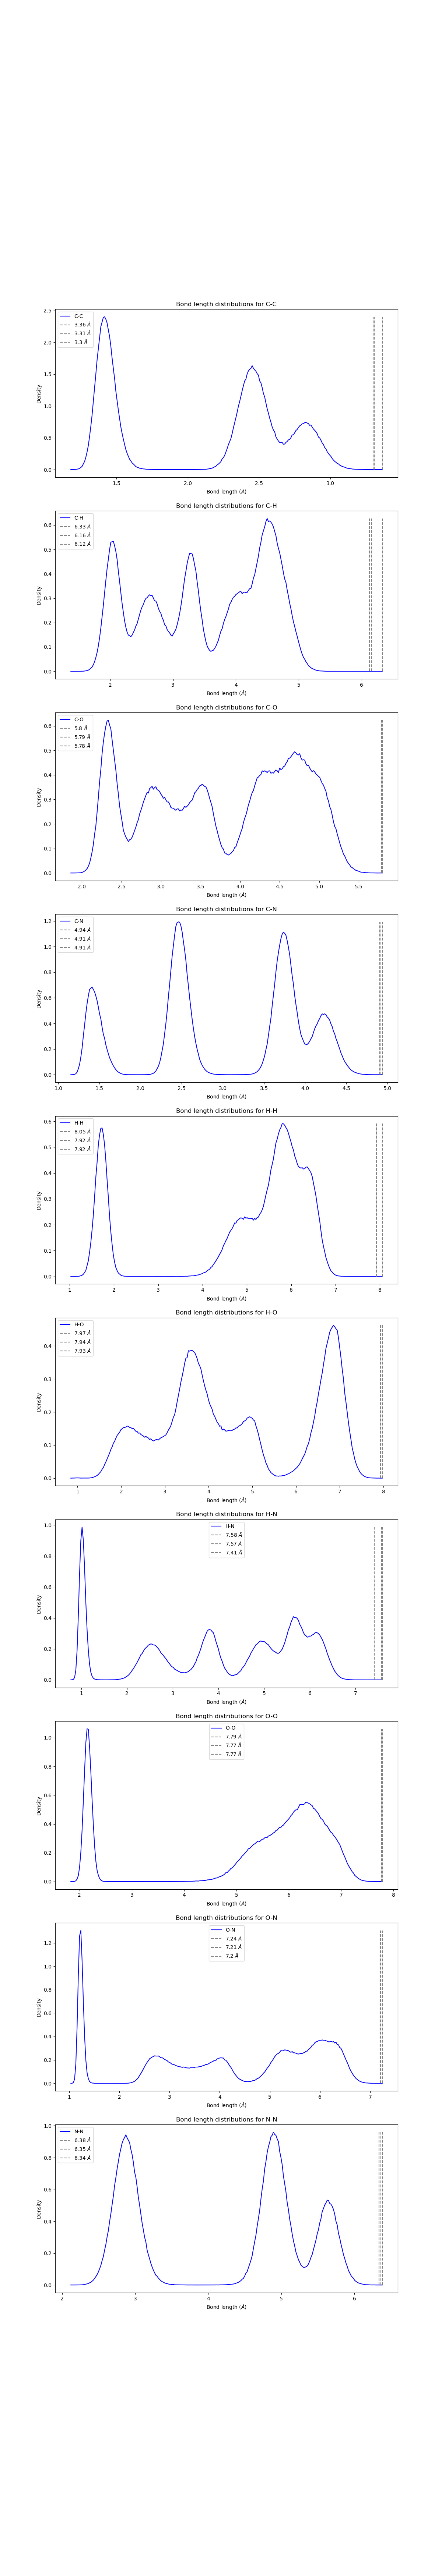 Bond length distributions for C-C
C-C
3.36 Å
3.31 Å
3.3 Å
2.5
2.0
1.5
1.0
0.5
0.0
Density
1.5 2.0 2.5 3.0
Bond length (Å)
Bond length distributions for C-H
C-H
6.33 Å
6.16 Å
6.12 Å
0.6
0.5
0.4
0.3
0.2
0.1
0.0
Density
2 3 4 5 6
Bond length (Å)
Bond length distributions for C-O
C-O
5.8 Å
5.79 Å
5.78 Å
0.6
0.5
0.4
0.3
0.2
0.1
0.0
Density
2.0 2.5 3.0 3.5 4.0 4.5 5.0 5.5
Bond length (Å)
Bond length distributions for C-N
C-N
4.94 Å
4.91 Å
4.91 Å
1.2
1.0
0.8
0.6
0.4
0.2
0.0
Density
1.0 1.5 2.0 2.5 3.0 3.5 4.0 4.5 5.0
Bond length (Å)
Bond length distributions for H-H
H-H
8.05 Å
7.92 Å
7.92 Å
0.6
0.5
0.4
0.3
0.2
0.1
0.0
Density
1 2 3 4 5 6 7 8
Bond length (Å)
Bond length distributions for H-O
H-O
7.97 Å
7.94 Å
7.93 Å
0.4
0.3
0.2
0.1
0.0
Density
1 2 3 4 5 6 7 8
Bond length (Å)
Bond length distributions for H-N
H-N
7.58 Å
7.57 Å
7.41 Å
1.0
0.8
0.6
0.4
0.2
0.0
Density
1 2 3 4 5 6 7
Bond length (Å)
Bond length distributions for O-O
O-O
7.79 Å
7.77 Å
7.77 Å
1.0
0.8
0.6
0.4
0.2
0.0
Density
2 3 4 5 6 7 8
Bond length (Å)
Bond length distributions for O-N
O-N
7.24 Å
7.21 Å
7.2 Å
1.2
1.0
0.8
0.6
0.4
0.2
0.0
Density
1 2 3 4 5 6 7
Bond length (Å)
Bond length distributions for N-N
N-N
6.38 Å
6.35 Å
6.34 Å
1.0
0.8
0.6
0.4
0.2
0.0
Density
2 3 4 5 6
Bond length (Å)